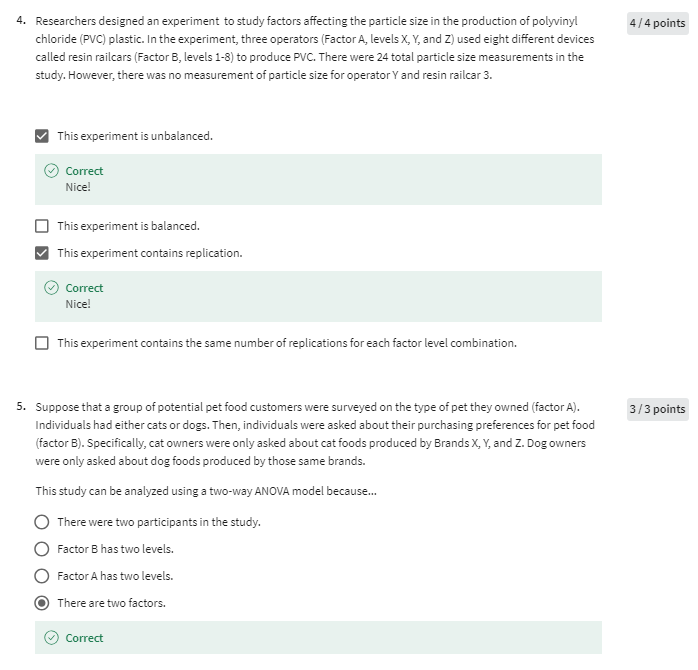 4. Researchers designed an experiment to study factors affecting the particle size in the production of polyvinyl
4 / 4 points
chloride (PVC) plastic. In the experiment, three operators (Factor A, levels X, Y, and Z) used eight different devices
called resin railcars (Factor B, levels 1-8) to produce PVC. There were 24 total particle size measurements in the
study. However, there was no measurement of particle size for operator Y and resin railcar 3.
This experiment is unbalanced.
Correct
Nice!
This experiment is balanced.
This experiment contains replication.
Correct
Nice!
This experiment contains the same number of replications for each factor level combination.
5. Suppose that a group of potential pet food customers were surveyed on the type of pet they owned (factor A).
3 / 3 points
Individuals had either cats or dogs. Then, individuals were asked about their purchasing preferences for pet food
(factor B). Specifically, cat owners were only asked about cat foods produced by Brands X, Y, and Z. Dog owners
were only asked about dog foods produced by those same brands.
This study can be analyzed using a two-way ANOVA model because...
There were two participants in the study.
Factor B has two levels.
Factor A has two levels.
There are two factors.
Correct